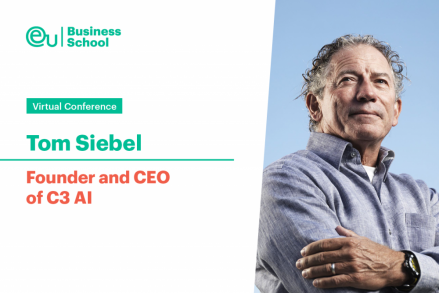 eu Business
School
Virtual Conference
Tom Siebel
Founder and CEO
of C3 AI